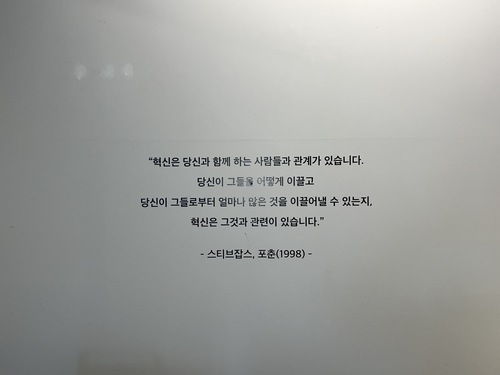 “혁신은 당신과 함께 하는 사람들과 관계가 있습니다.
당신이 그들을 어떻게 이끌고
당신이 그들로부터 얼마나 많은 것을 이끌어낼 수 있는지,
혁신은 그것과 관련이 있습니다.”
- 스티브잡스, 포춘(1998) -